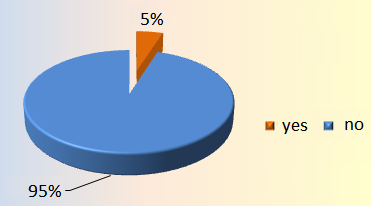 5%
yes no
95%